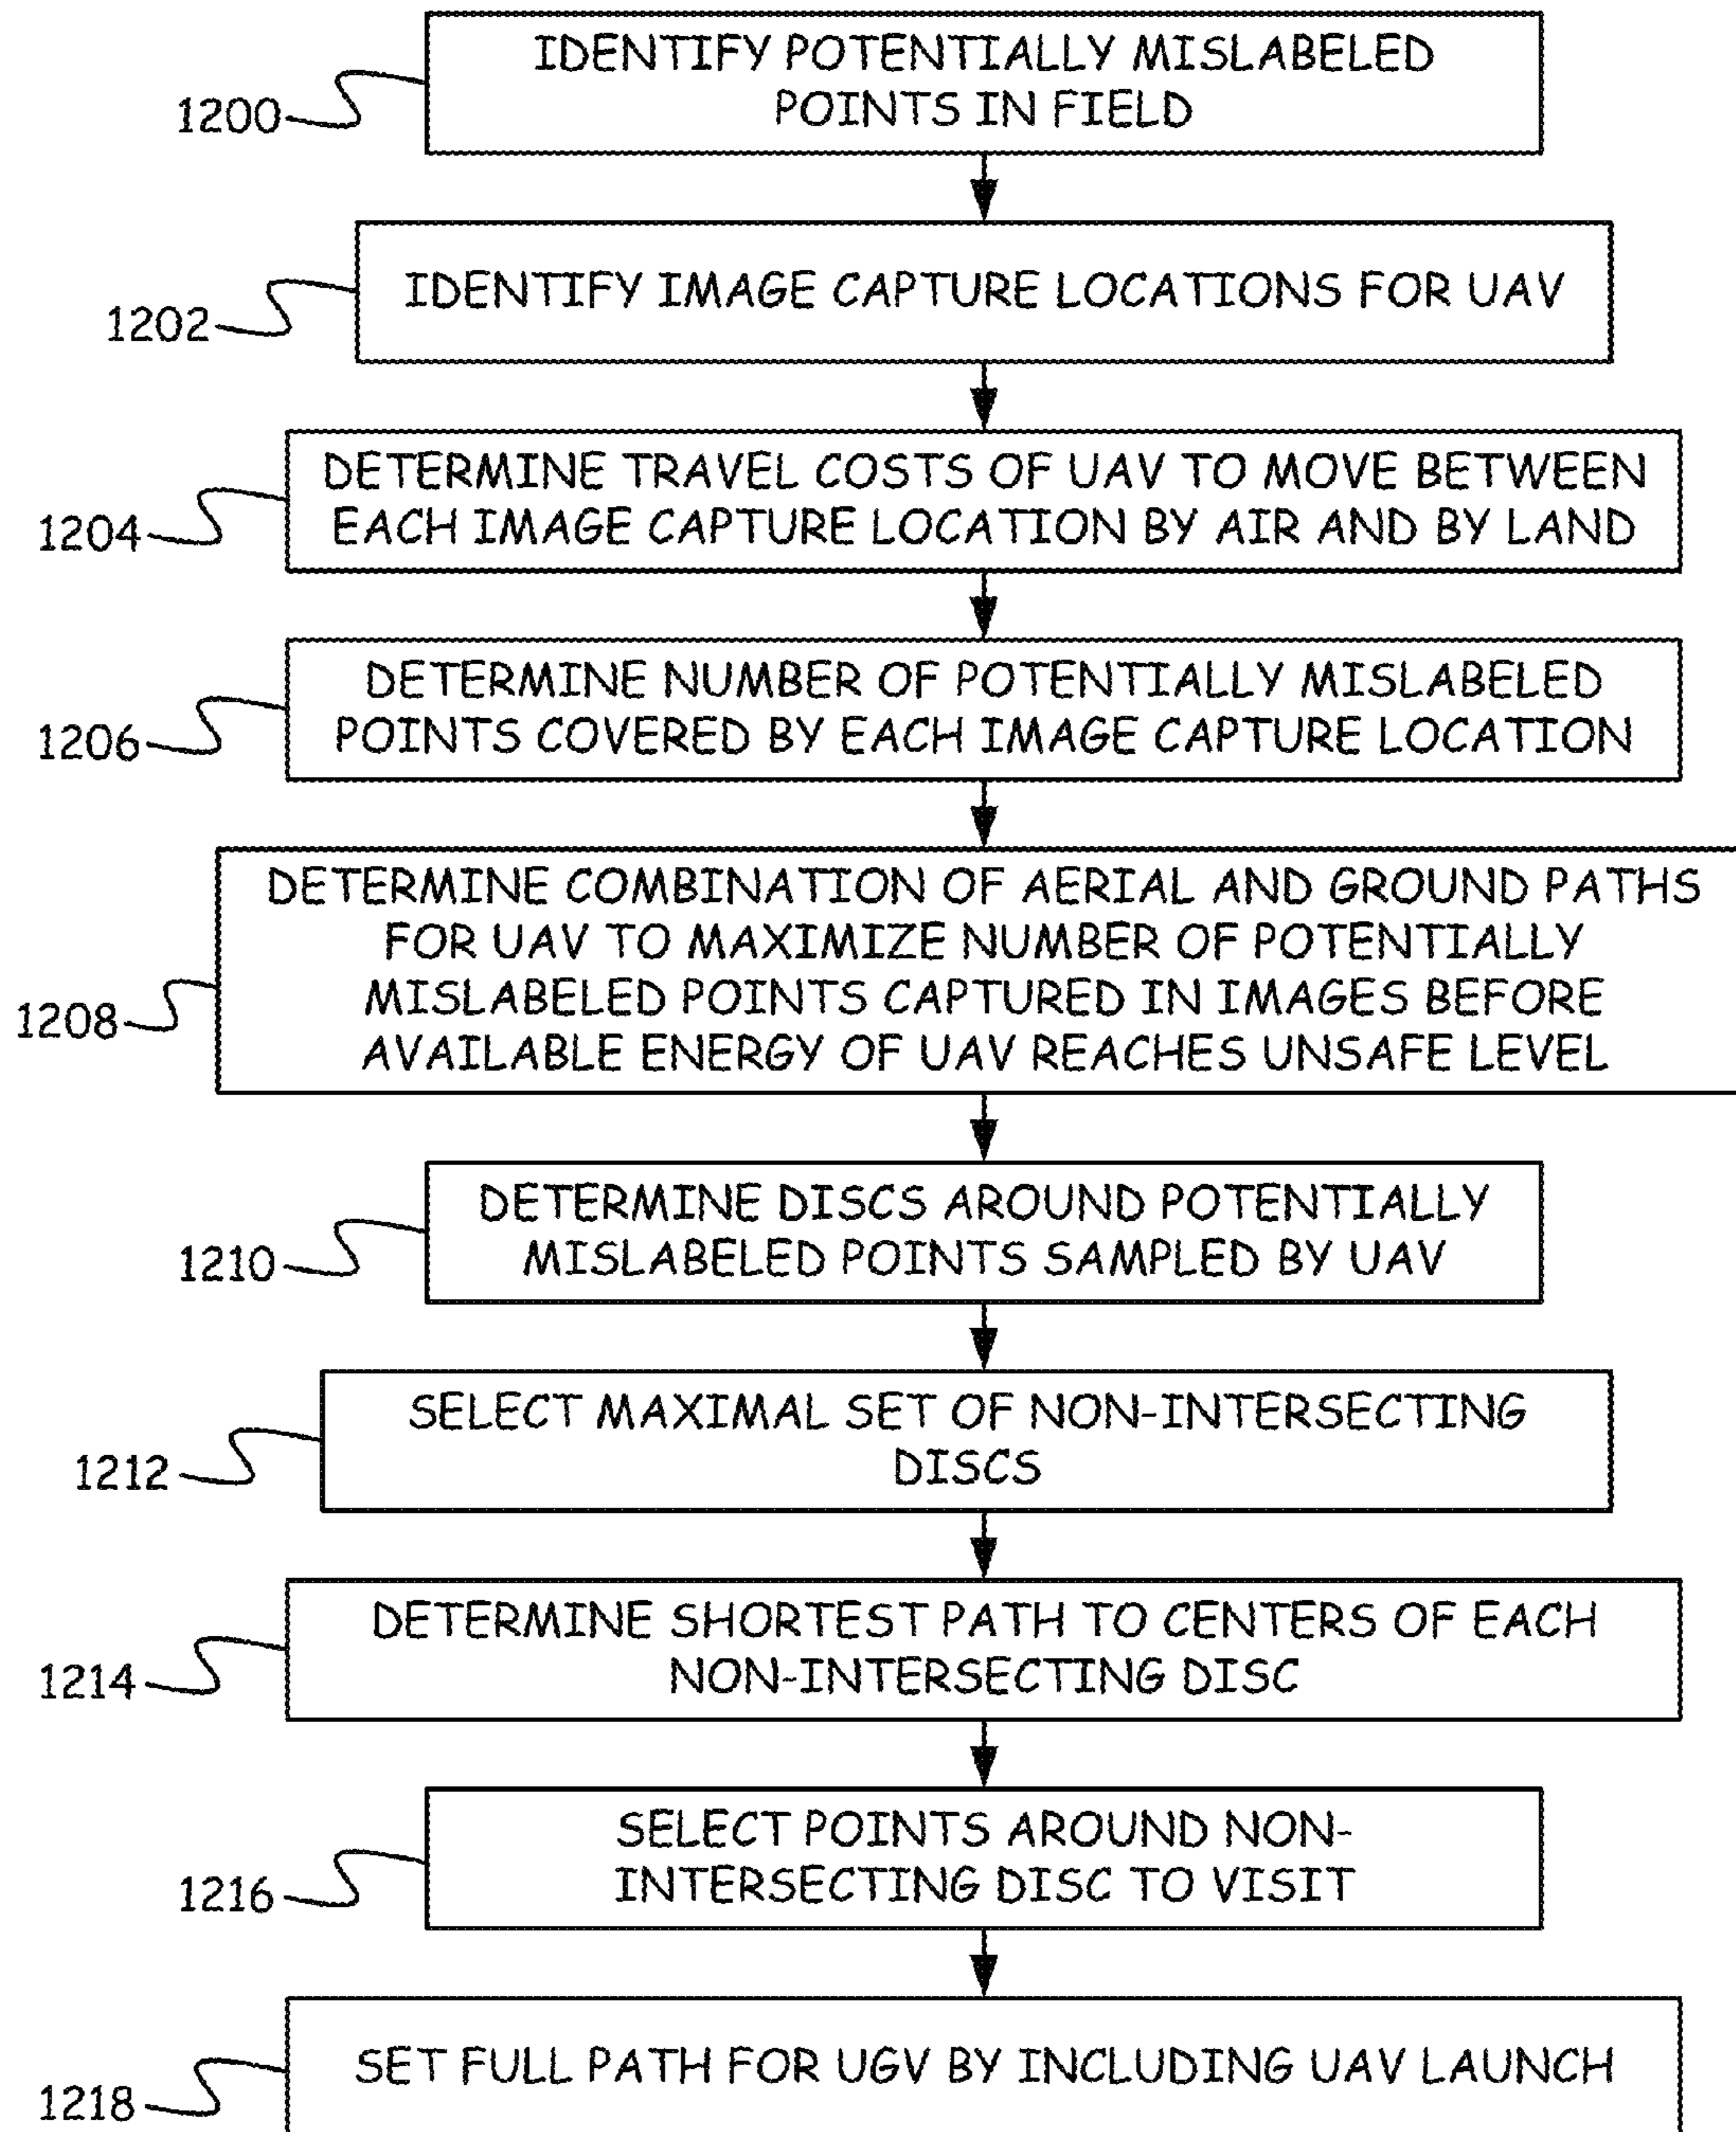 IDENTIFY POTENTIALLY MISLABELED
POINTS IN FIELD
1200
IDENTIFY IMAGE CAPTURE LOCATIONS FOR UAV
1202
DETERMINE TRAVEL COSTS OF UAV TO MOVE BETWEEN
EACH IMAGE CAPTURE LOCATION BY AIR AND BY LAND
1204
DETERMINE NUMBER OF POTENTIALLY MISLABELED
POINTS COVERED BY EACH IMAGE CAPTURE LOCATION
1206
DETERMINE COMBINATION OF AERIAL AND GROUND PATHS
FOR UAV TO MAXIMIZE NUMBER OF POTENTIALLY
MISLABELED POINTS CAPTURED IN IMAGES BEFORE
AVAILABLE ENERGY OF UAV REACHES UNSAFE LEVEL
1208
DETERMINE DISCS AROUND POTENTIALLY
MISLABELED POINTS SAMPLED BY UAV
1210
SELECT MAXIMAL SET OF NON-INTERSECTING
DISCS
1212
DETERMINE SHORTEST PATH TO CENTERS OF EACH
NON-INTERSECTING DISC
1214
SELECT POINTS AROUND NON-
INTERSECTING DISC TO VISIT
1216
SET FULL PATH FOR UGV BY INCLUDING UAV LAUNCH
1218